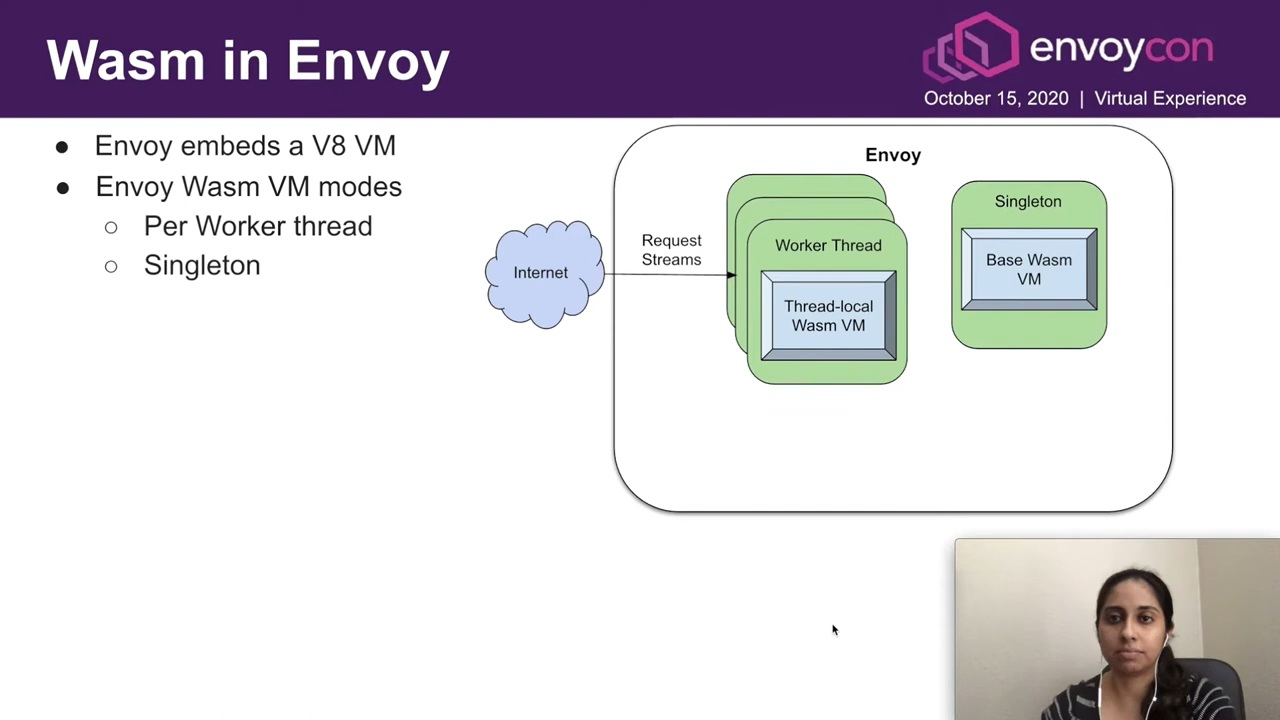 Wasm in Envoy
envoycon
October 15, 2020 | Virtual Experience
● Envoy embeds a V8 VM
● Envoy Wasm VM modes
○ Per Worker thread
○ Singleton
Internet
Request
Streams
Envoy
Worker Thread
Thread-local
Wasm VM
Singleton
Base Wasm
VM